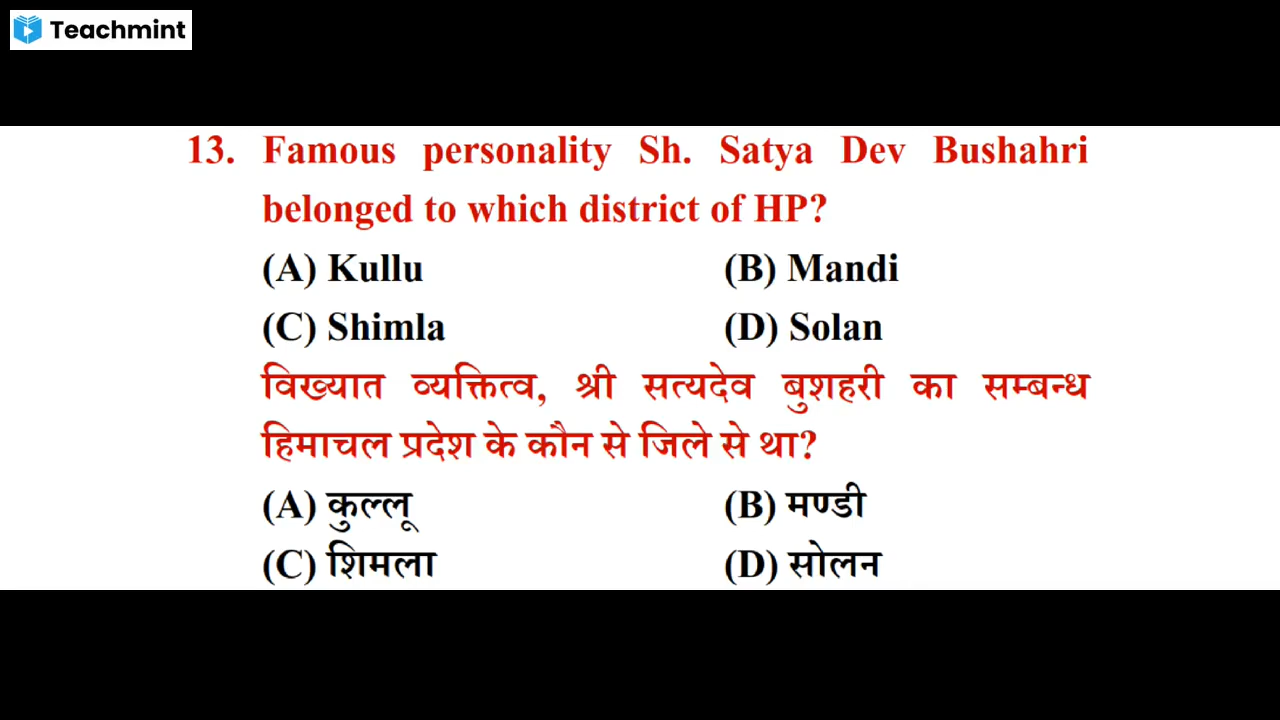 Teachmint
13. Famous personality Sh. Satya Dev Bushahri
belonged to which district of HP?
(A) Kullu (B) Mandi
(C) Shimla (D) Solan
विख्यात व्यक्तित्व, श्री सत्यदेव बुशहरी का सम्बन्ध
हिमाचल प्रदेश के कौन से जिले से था?
(A) कुल्लू (B) मण्डी
(C) शिमला (D) सोलन